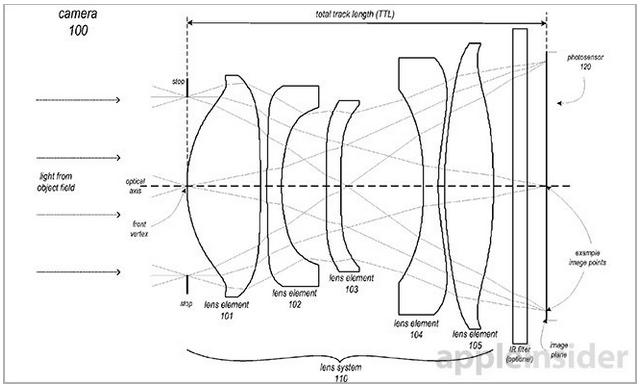 camera
100
total track length (TTL)
stop
photosensor
120
light from
object field
optical
axis
front
vertex
example
image points
stop
lens element
101
lens element
102
lens element
103
lens element
104
lens element
105
IR filter
(optional)
image
plane
lens system
110
appleinsider